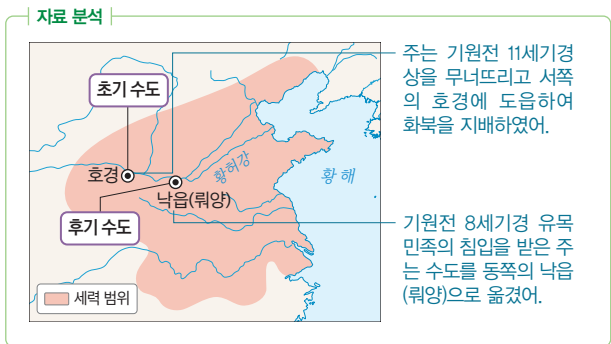 자료 분석
초기 수도
호경
황허강
황해
낙읍(뤄양)
후기 수도
세력 범위
주는 기원전 11세기경
상을 무너뜨리고 서쪽
의 호경에 도읍하여
화북을 지배하였어.
기원전 8세기경 유목
민족의 침입을 받은 주
는 수도를 동쪽의 낙읍
(뤄양)으로 옮겼어.